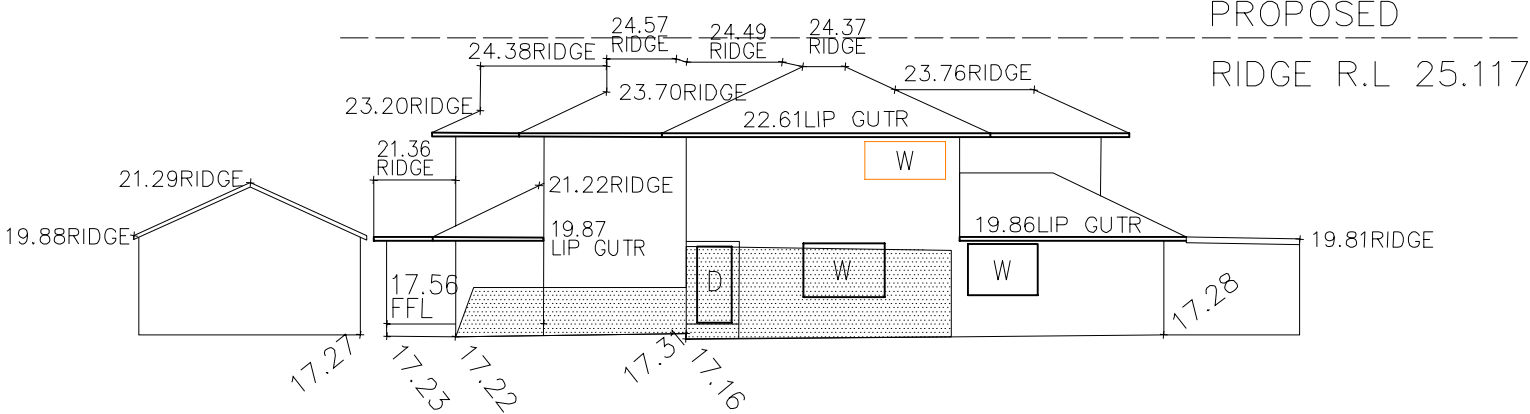 PROPOSED
RIDGE R.L 25.117
24.57
RIDGE
24.49
RIDGE
24.37
RIDGE
24.38RIDGE
23.76RIDGE
23.70RIDGE
23.20RIDGE
22.61LIP GUTR
21.36
RIDGE
W
21.29RIDGE
21.22RIDGE
19.88RIDGE
19.87
LIP GUTR
19.86LIP GUTR
19.81RIDGE
17.56
FFL
D
W
W
17.28
17.27
17.23
17.22
17.31
17.16